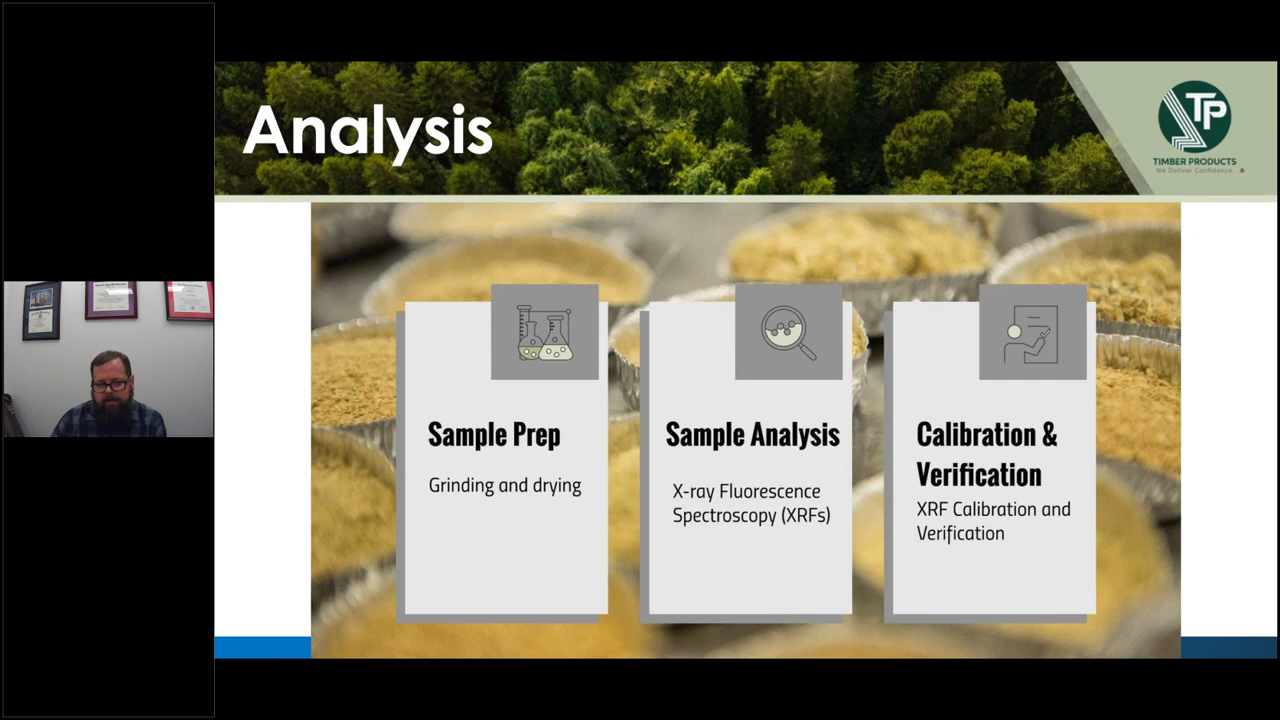 Analysis
TP
TIMBER PRODUCTS
We Deliver Confidence.
Sample Prep
Grinding and drying
Sample Analysis
X-ray Fluorescence
Spectroscopy (XRFs)
Calibration &
Verification
XRF Calibration and
Verification